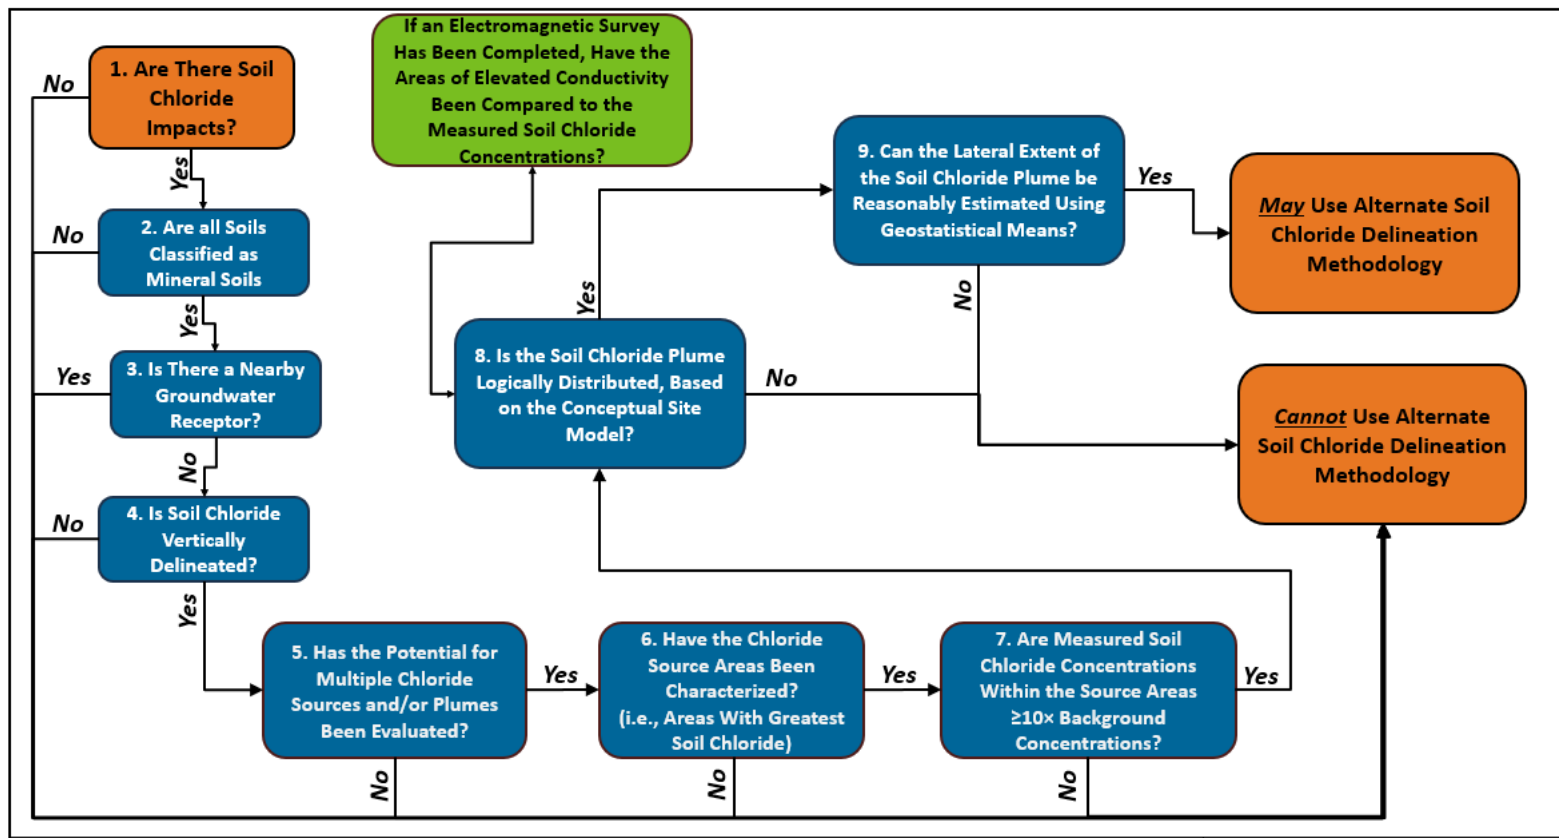 1. Are There Soil
Chloride
Impacts?
No
Yes
2. Are all Soils
Classified as
Mineral Soils
No
Yes
3. Is There a Nearby
Groundwater
Receptor?
Yes
No
4. Is Soil Chloride
Vertically
Delineated?
No
Yes
5. Has the Potential for
Multiple Chloride
Sources and/or Plumes
Been Evaluated?
Yes
No
6. Have the Chloride
Source Areas Been
Characterized?
(i.e., Areas With Greatest
Soil Chloride)
Yes
No
7. Are Measured Soil
Chloride Concentrations
Within the Source Areas
≥10× Background
Concentrations?
Yes
No
If an Electromagnetic Survey
Has Been Completed, Have the
Areas of Elevated Conductivity
Been Compared to the
Measured Soil Chloride
Concentrations?
8. Is the Soil Chloride Plume
Logically Distributed, Based
on the Conceptual Site
Model?
Yes
No
9. Can the Lateral Extent of
the Soil Chloride Plume be
Reasonably Estimated Using
Geostatistical Means?
Yes
No
May Use Alternate Soil
Chloride Delineation
Methodology
Cannot Use Alternate
Soil Chloride Delineation
Methodology